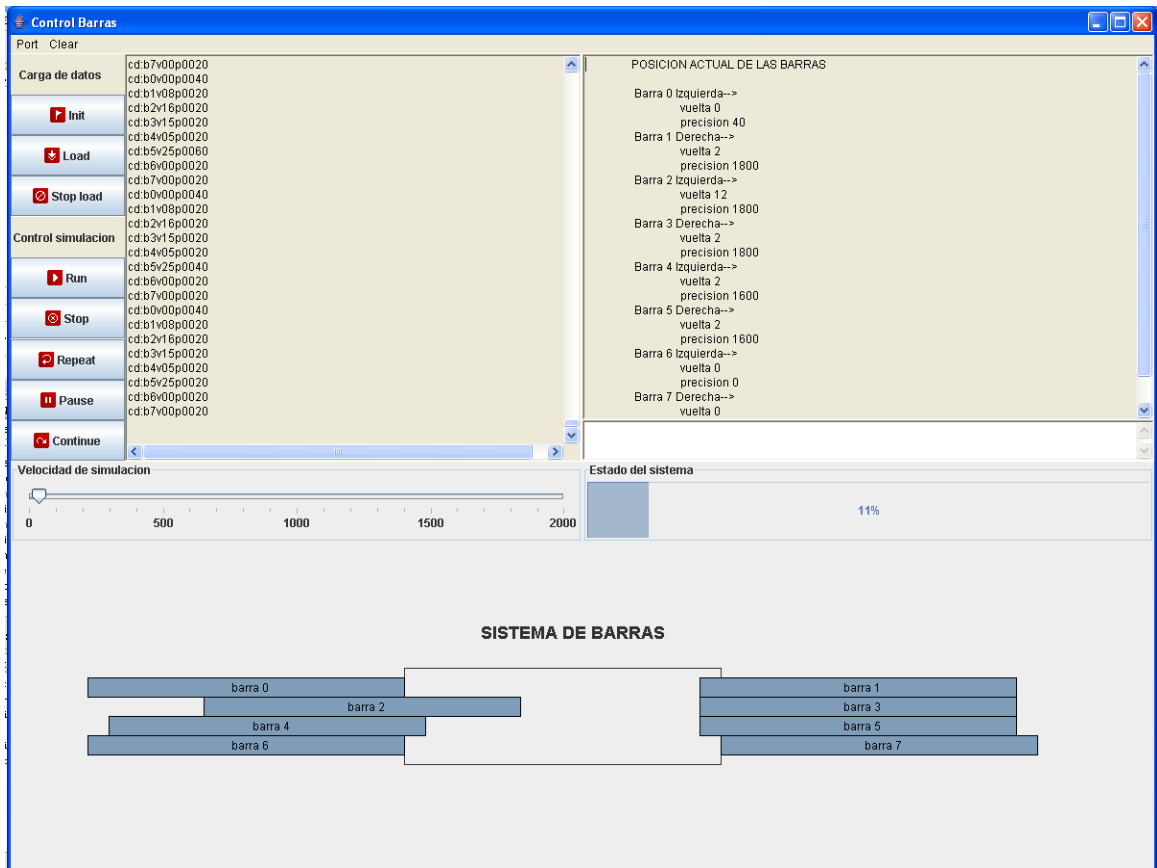 Control Barras
Port Clear
Carga de datos
Init
Load
Stop load
Control simulacion
Run
Stop
Repeat
Pause
Continue
cd:b7v00p0020
cd:b0v00p0040
cd:b1v08p0020
cd:b2v16p0020
cd:b3v15p0020
cd:b4v05p0020
cd:b5v25p0060
cd:b6v00p0020
cd:b7v00p0020
cd:b0v00p0040
cd:b1v08p0020
cd:b2v16p0020
cd:b3v15p0020
cd:b4v05p0020
cd:b5v25p0040
cd:b6v00p0020
cd:b7v00p0020
cd:b0v00p0040
cd:b1v08p0020
cd:b2v16p0020
cd:b3v15p0020
cd:b4v05p0020
cd:b5v25p0020
cd:b6v00p0020
cd:b7v00p0020
POSICION ACTUAL DE LAS BARRAS
Barra 0 Izquierda-->
vuelta 0
precision 40
Barra 1 Derecha-->
vuelta 2
precision 1800
Barra 2 Izquierda-->
vuelta 12
precision 1800
Barra 3 Derecha-->
vuelta 2
precision 1800
Barra 4 Izquierda-->
vuelta 2
precision 1600
Barra 5 Derecha-->
vuelta 2
precision 1600
Barra 6 Izquierda-->
vuelta 0
precision 0
Barra 7 Derecha-->
vuelta 0
Velocidad de simulacion
0 500 1000 1500 2000
Estado del sistema
11%
SISTEMA DE BARRAS
barra 0 barra 1
barra 2 barra 3
barra 4 barra 5
barra 6 barra 7